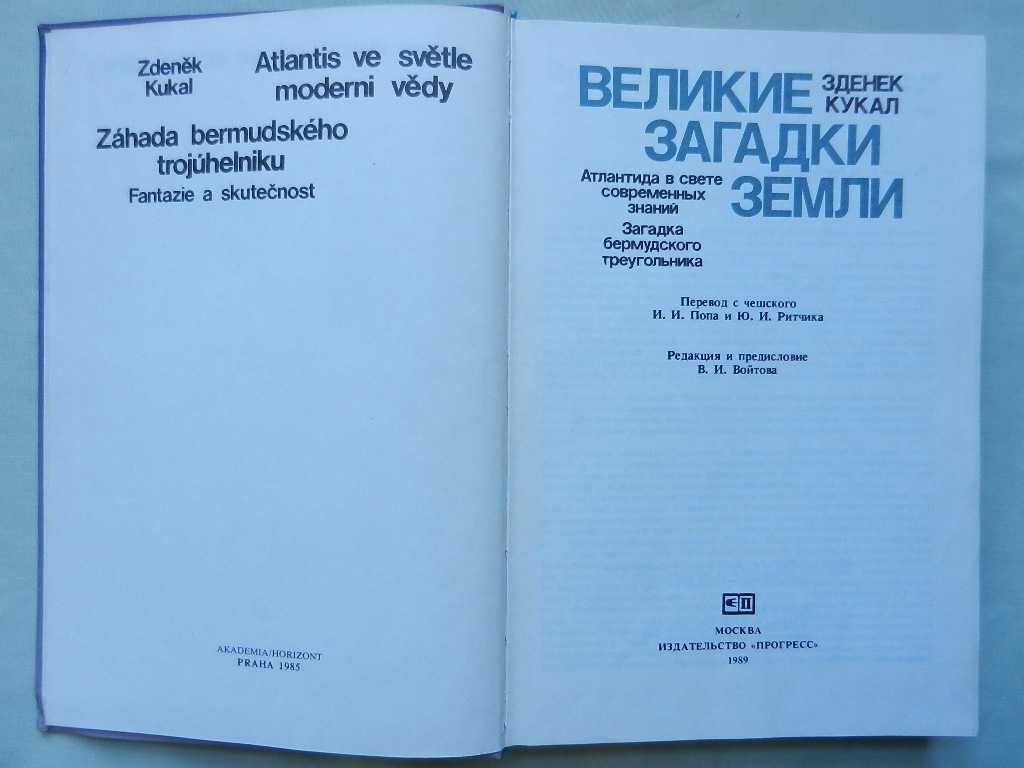 Zdeněk
Kukal
Atlantis ve světle
moderni vědy
Záhada bermudského
trojúhelniku
Fantazie a skutečnost
AKADEMIA/HORIZONT
PRAHA 1985
ВЕЛИКИЕ
ЗАГАДКИ
ЗЕМЛИ
ЗДЕНЕК
КУКАЛ
Атлантида в свете
современных
знаний
Загадка
бермудского
треугольника
Перевод с чешского
И. И. Попа и Ю. И. Ритчика
Редакция и предисловие
В. И. Войтова
МОСКВА
ИЗДАТЕЛЬСТВО «ПРОГРЕСС»
1989